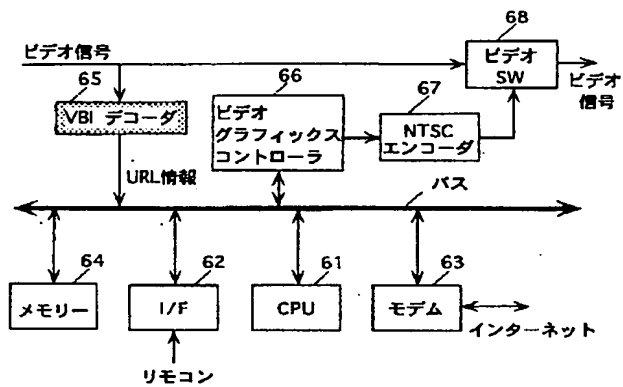 ビデオ信号
68
ビデオ
SW
ビデオ
信号
65
VBI デコーダ
66
ビデオ
グラフィックス
コントローラ
67
NTSC
エンコーダ
URL情報
バス
64
メモリー
62
I/F
61
CPU
63
モデム
インターネット
リモコン